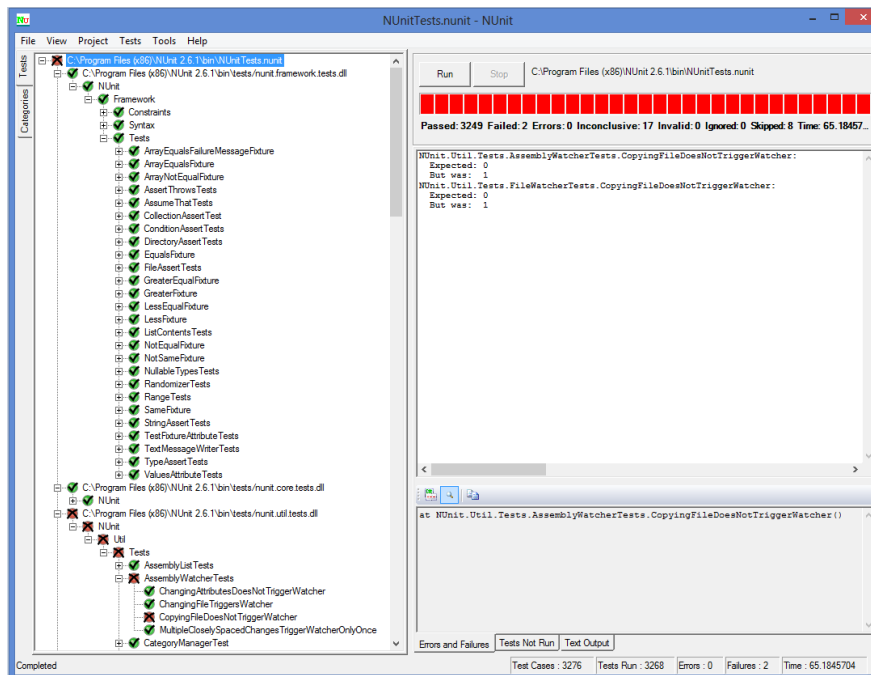 NUnitTests.nunit - NUnit
File View Project Tests Tools Help
Tests
Categories
C:\Program Files (x86)\NUnit 2.6.1\bin\NUnitTests.nunit
C:\Program Files (x86)\NUnit 2.6.1\bin\tests/nunit.framework.tests.dll
NUnit
Framework
Constraints
Syntax
Tests
ArrayEqualsFailureMessageFixture
ArrayEqualsFixture
ArrayNotEqualFixture
AssertThrowsTests
AssumeThatTests
CollectionAssertTest
ConditionAssertTests
DirectoryAssertTests
EqualsFixture
FileAssertTests
GreaterEqualFixture
GreaterFixture
LessEqualFixture
LessFixture
ListContentsTests
NotEqualFixture
NotSameFixture
NullableTypesTests
RandomizerTests
RangeTests
SameFixture
StringAssertTests
TestFixtureAttributeTests
TextMessageWriterTests
TypeAssertTests
ValuesAttributeTests
C:\Program Files (x86)\NUnit 2.6.1\bin\tests/nunit.core.tests.dll
NUnit
C:\Program Files (x86)\NUnit 2.6.1\bin\tests/nunit.util.tests.dll
NUnit
Util
Tests
AssemblyListTests
AssemblyWatcherTests
ChangingAttributesDoesNotTriggerWatcher
ChangingFileTriggersWatcher
CopyingFileDoesNotTriggerWatcher
MultipleCloselySpacedChangesTriggerWatcherOnlyOnce
CategoryManagerTest
Run Stop C:\Program Files (x86)\NUnit 2.6.1\bin\NUnitTests.nunit
Passed: 3249 Failed: 2 Errors: 0 Inconclusive: 17 Invalid: 0 Ignored: 0 Skipped: 8 Time: 65.18457...
NUnit.Util.Tests.AssemblyWatcherTests.CopyingFileDoesNotTriggerWatcher:
Expected: 0
But was: 1
NUnit.Util.Tests.FileWatcherTests.CopyingFileDoesNotTriggerWatcher:
Expected: 0
But was: 1
at NUnit.Util.Tests.AssemblyWatcherTests.CopyingFileDoesNotTriggerWatcher()
Errors and Failures Tests Not Run Text Output
Completed Test Cases : 3276 Tests Run : 3268 Errors : 0 Failures : 2 Time : 65.1845704